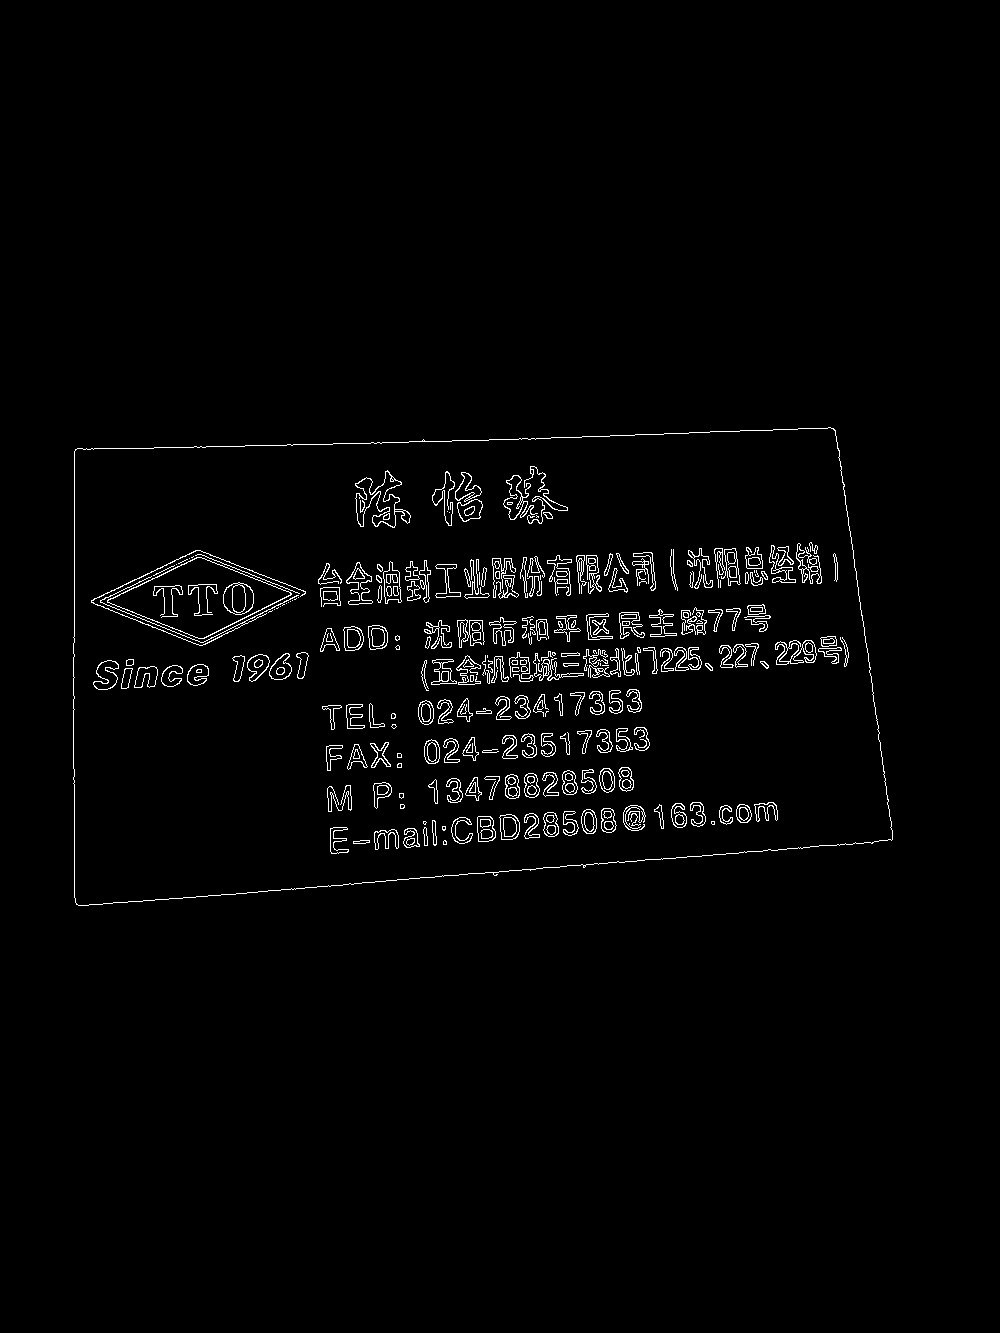 陈怡臻
TTO
Since 1961
台全油封工业股份有限公司（沈阳总经销）
ADD: 沈阳市和平区民主路77号
(五金机电城三楼北门225、227、229号)
TEL: 024-23417353
FAX: 024-23517353
M P: 13478828508
E-mail:CBD28508@163.com